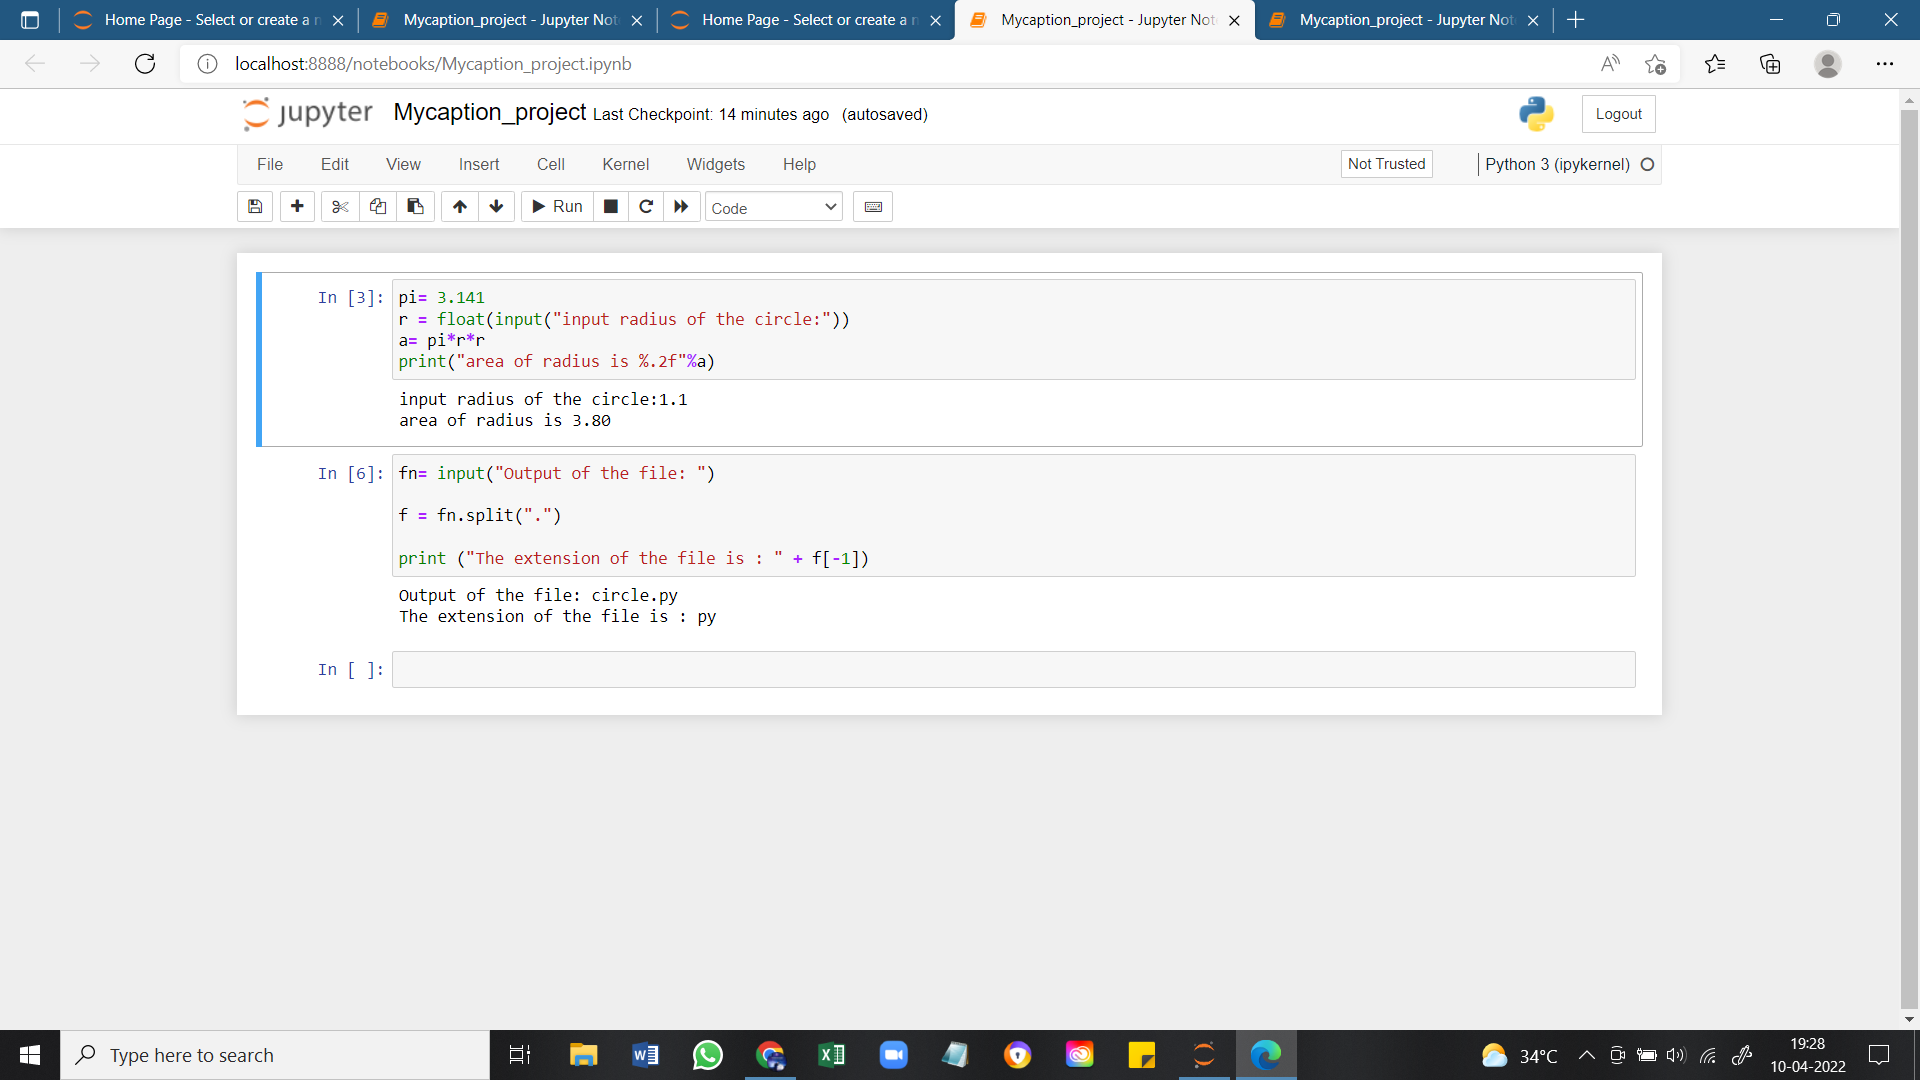 Home Page - Select or create a n
Mycaption_project - Jupyter Not
Home Page - Select or create a n
Mycaption_project - Jupyter Not
Mycaption_project - Jupyter Not
localhost:8888/notebooks/Mycaption_project.ipynb
jupyter Mycaption_project Last Checkpoint: 14 minutes ago (autosaved)
Logout
File Edit View Insert Cell Kernel Widgets Help
Not Trusted
Python 3 (ipykernel)
Run
Code
In [3]: pi= 3.141
r = float(input("input radius of the circle:"))
a= pi*r*r
print("area of radius is %.2f"%a)
input radius of the circle:1.1
area of radius is 3.80
In [6]: fn= input("Output of the file: ")
f = fn.split(".")
print ("The extension of the file is : " + f[-1])
Output of the file: circle.py
The extension of the file is : py
In [ ]:
Type here to search
34°C
19:28
10-04-2022